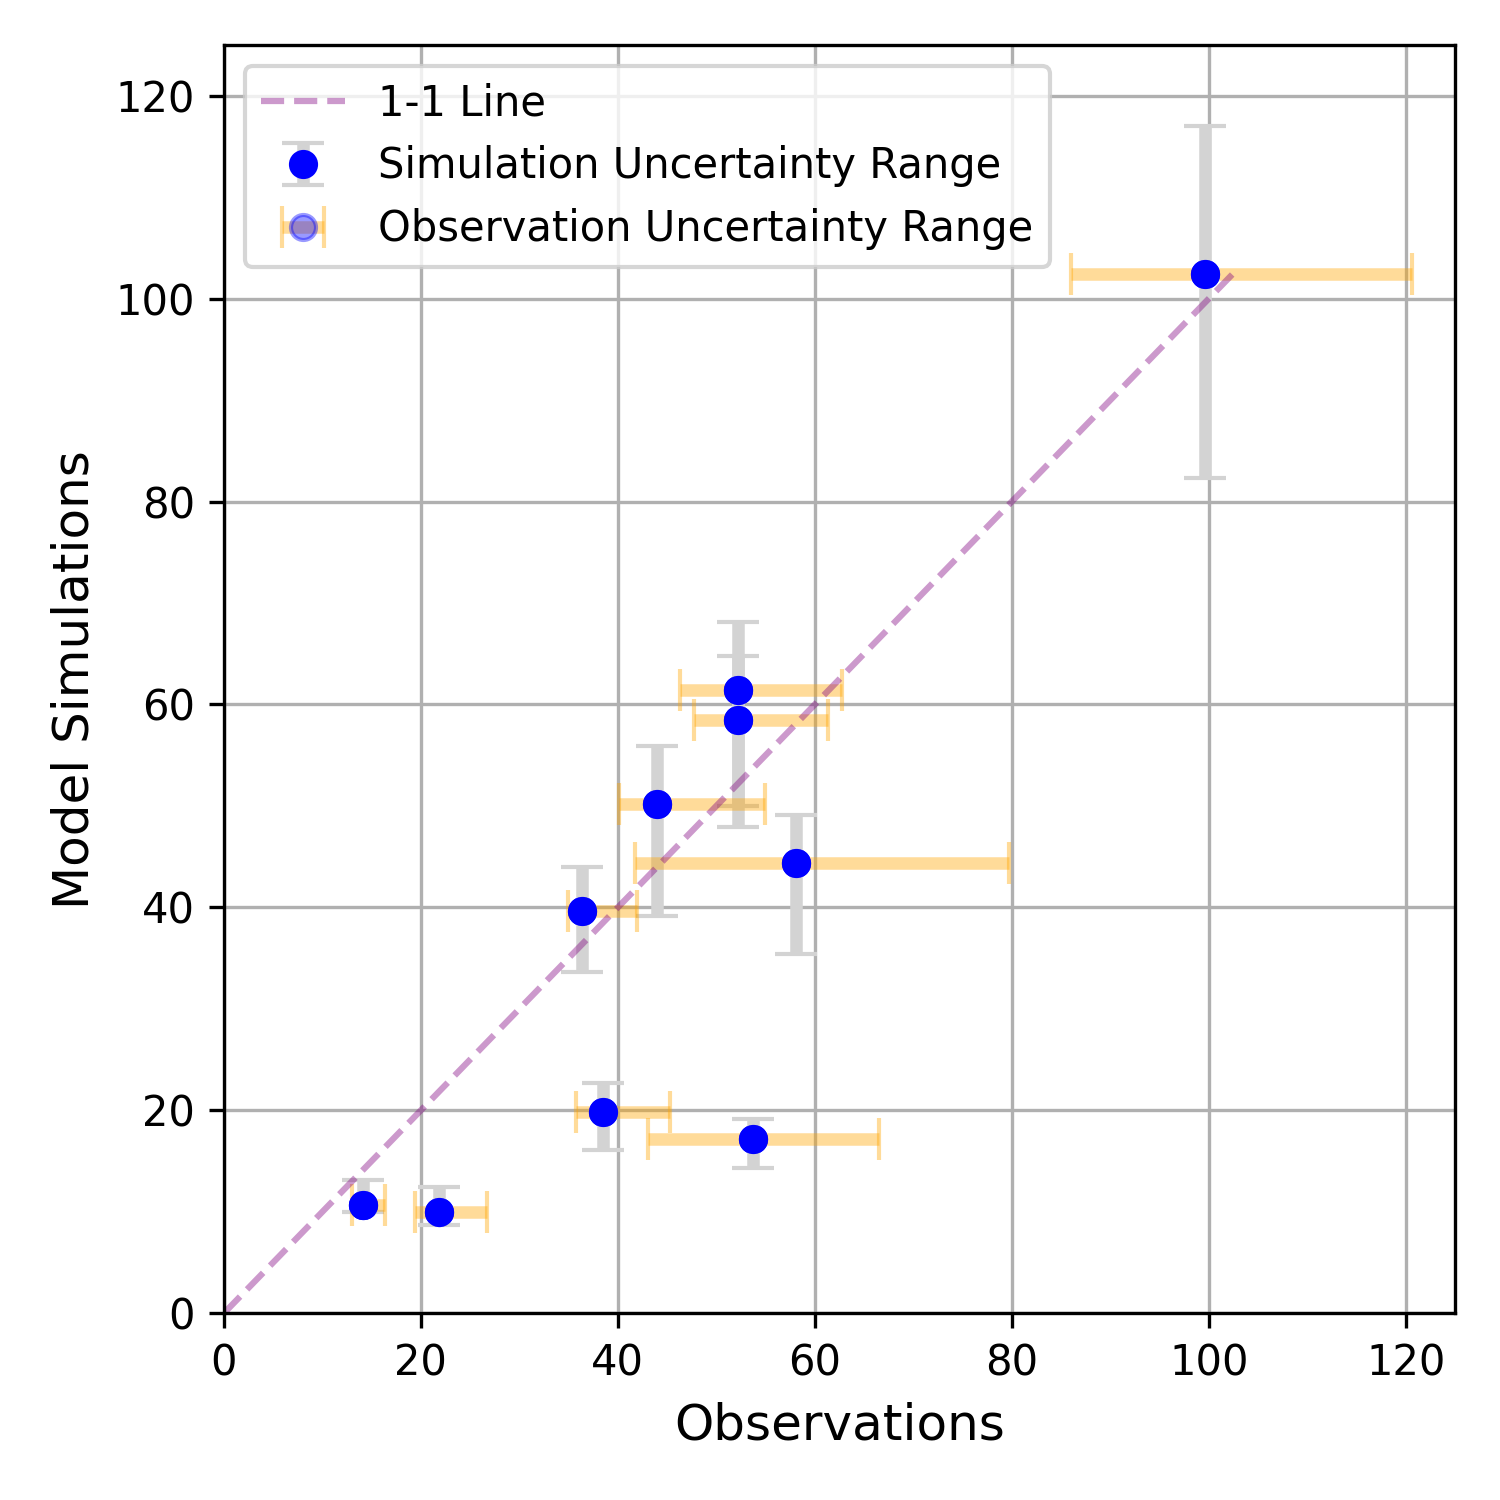 1-1 Line
Simulation Uncertainty Range
Observation Uncertainty Range
120
100
80
60
40
20
0
Model Simulations
0 20 40 60 80 100 120
Observations